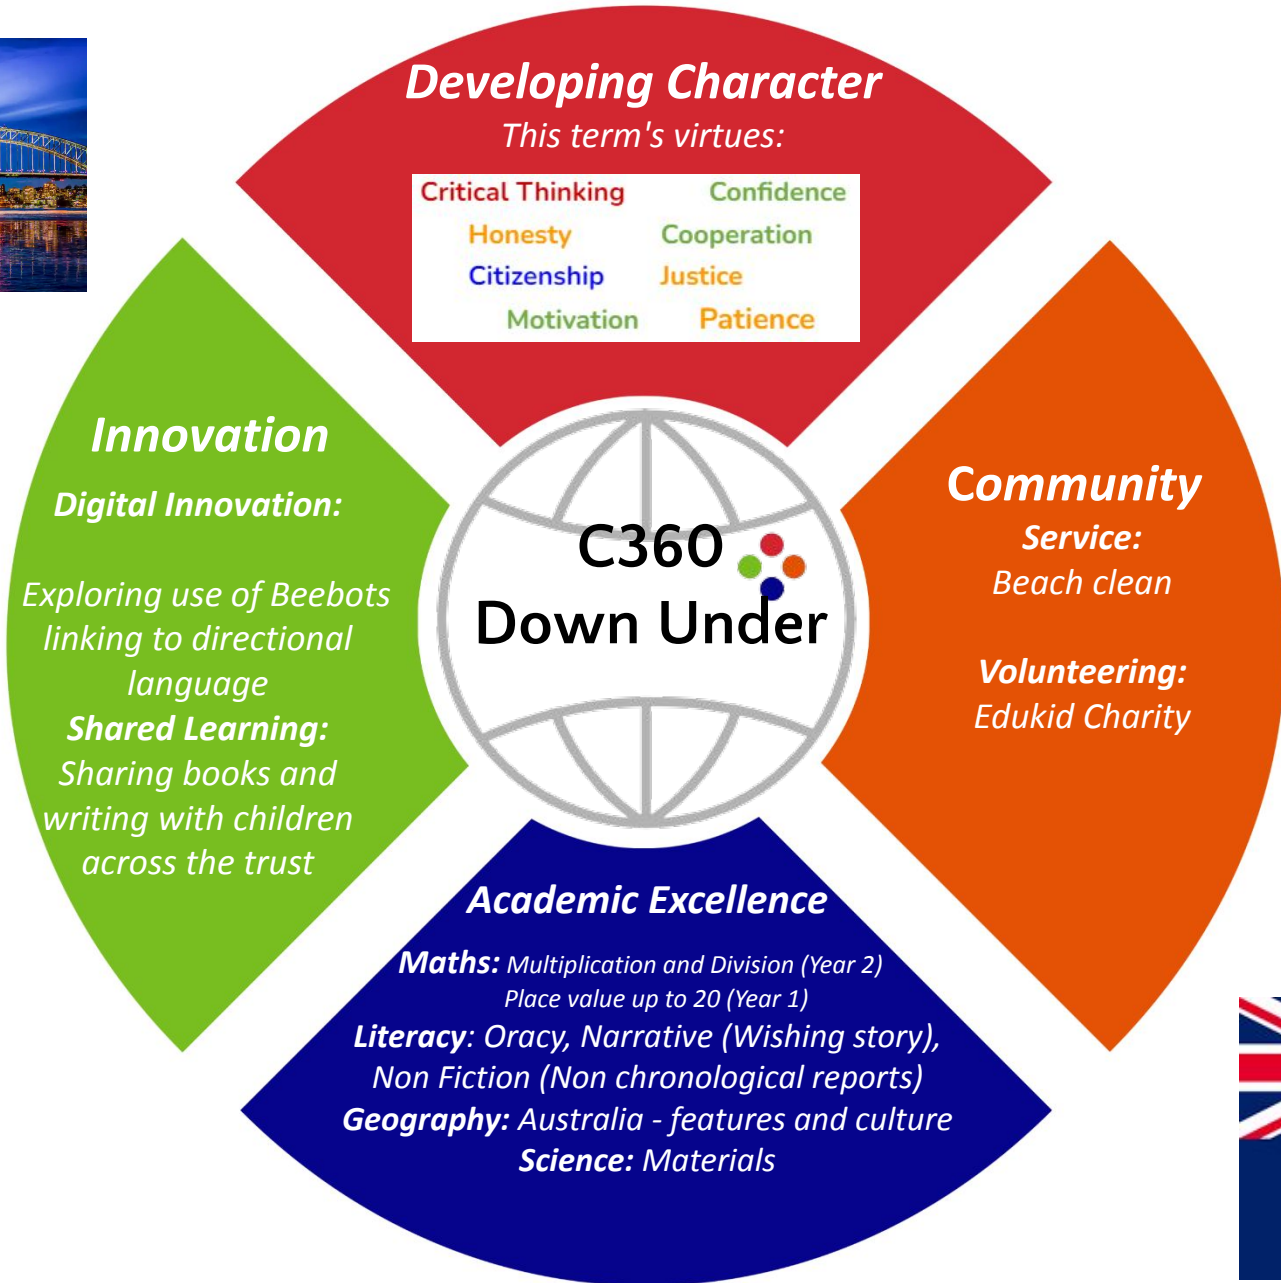 Developing Character
This term's virtues:
Critical Thinking Confidence
Honesty Cooperation
Citizenship Justice
Motivation Patience
Innovation
Digital Innovation:
Exploring use of Beebots
linking to directional
language
Shared Learning:
Sharing books and
writing with children
across the trust
C360
Down Under
Community
Service:
Beach clean
Volunteering:
Edukid Charity
Academic Excellence
Maths: Multiplication and Division (Year 2)
Place value up to 20 (Year 1)
Literacy: Oracy, Narrative (Wishing story),
Non Fiction (Non chronological reports)
Geography: Australia - features and culture
Science: Materials